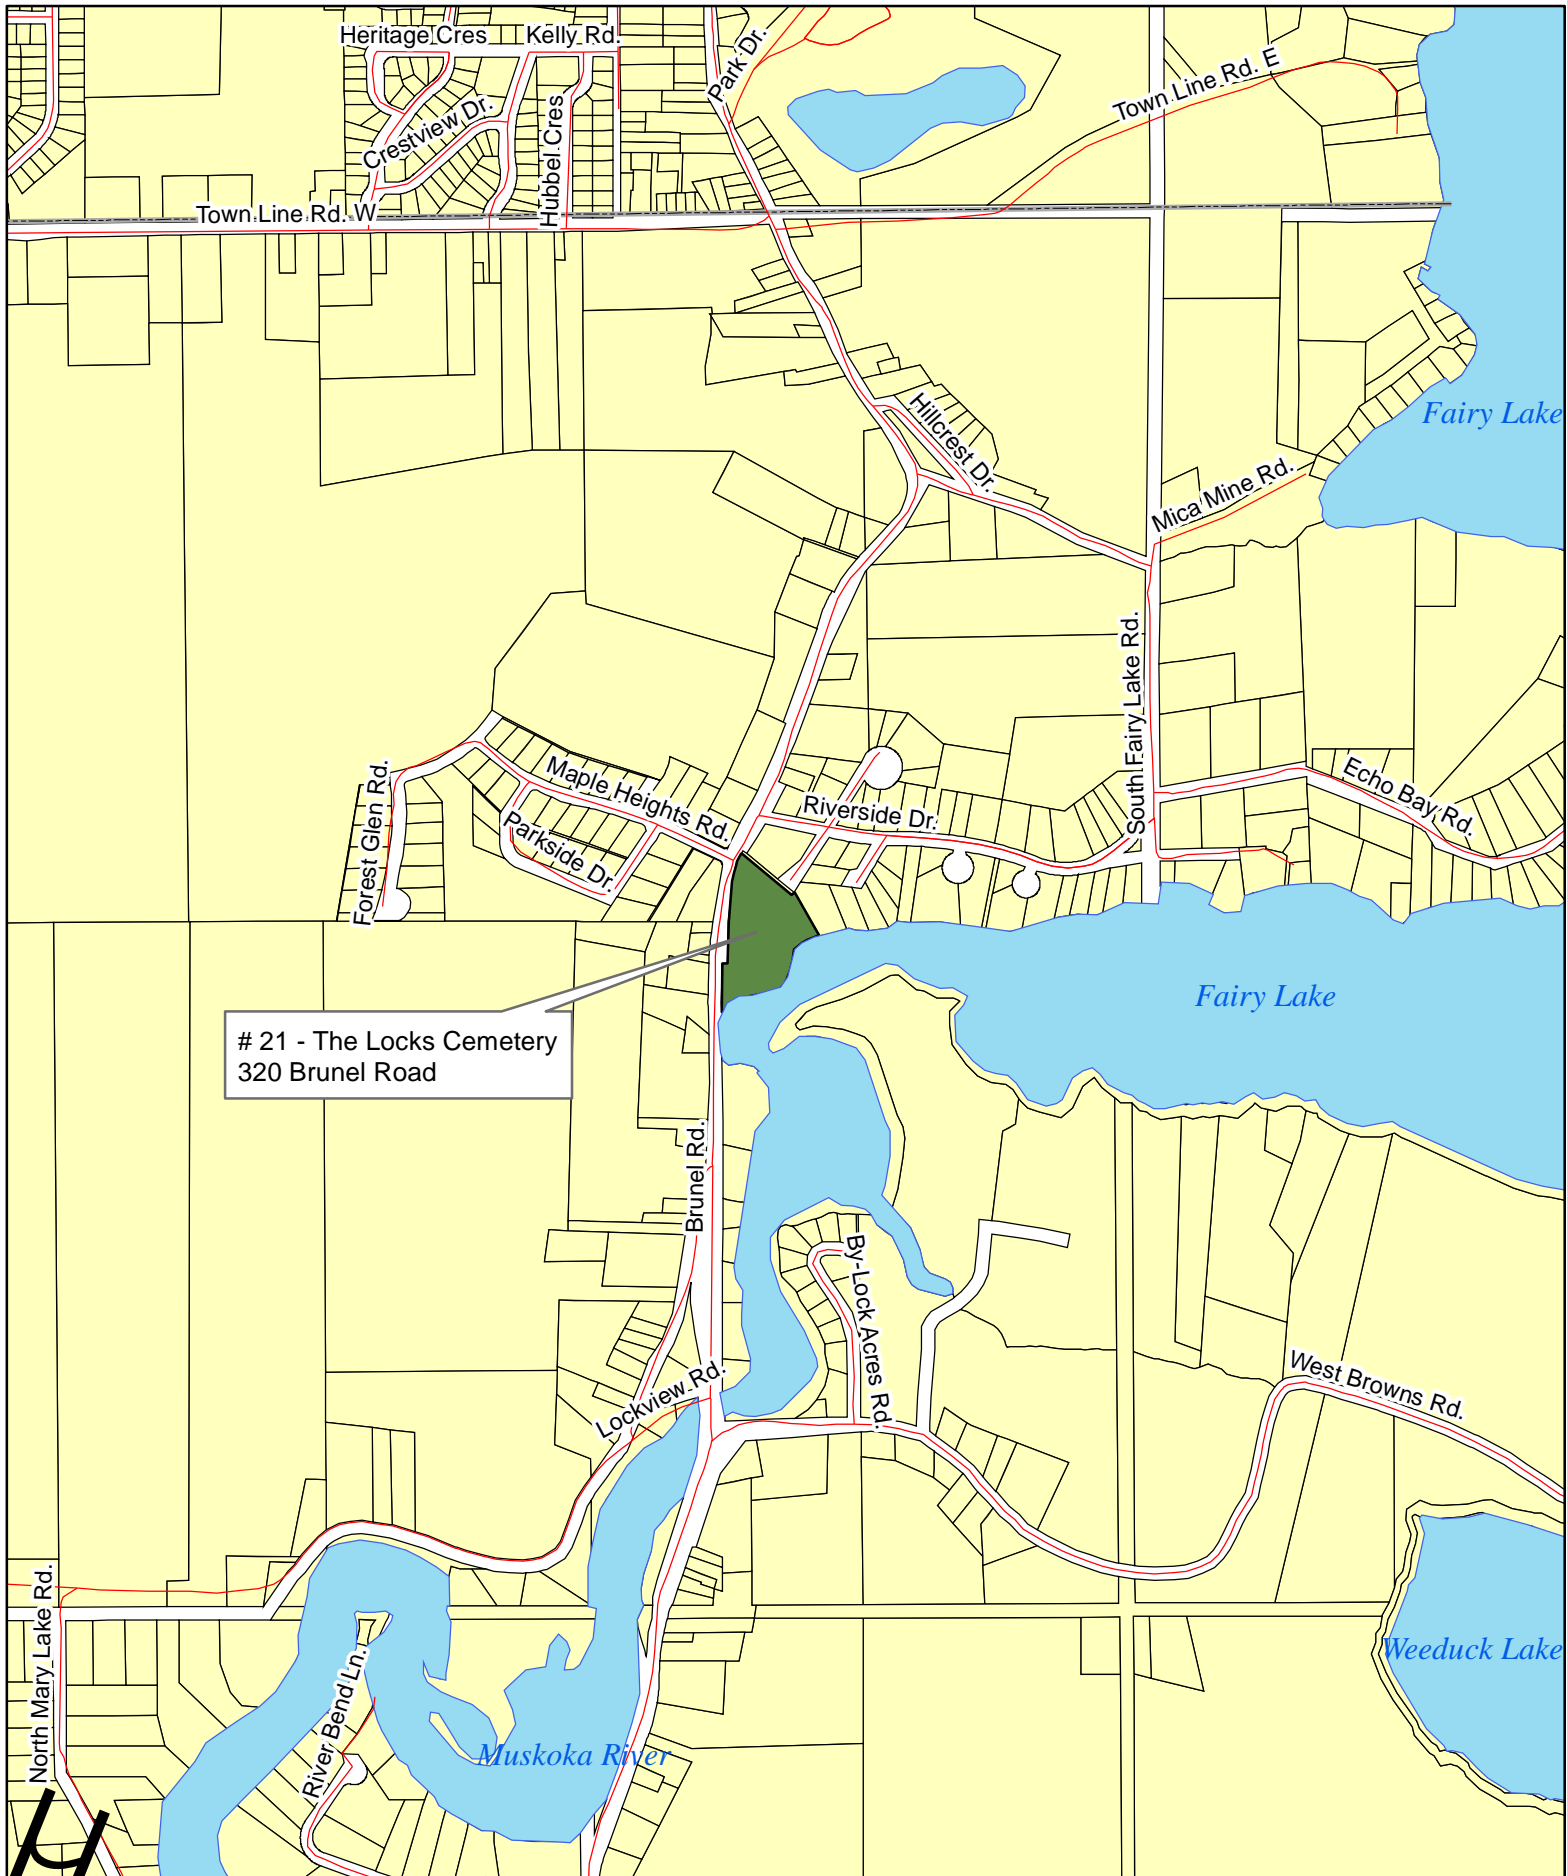 Heritage Cres
Kelly Rd.
Park Dr.
Town Line Rd. E
Crestview Dr.
Hubbel Cres
Town Line Rd. W
Fairy Lake
Hillcrest Dr.
Mica Mine Rd.
South Fairy Lake Rd.
Maple Heights Rd.
Forest Glen Rd.
Parkside Dr.
Riverside Dr.
Echo Bay Rd.
Fairy Lake
# 21 - The Locks Cemetery
320 Brunel Road
Brunel Rd.
By-Lock Acres Rd.
Lockview Rd.
West Browns Rd.
North Mary Lake Rd.
River Bend Ln.
Weeduck Lake
Muskoka River